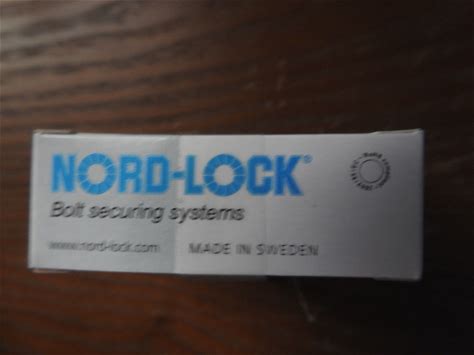 NORD-LOCK®
Bolt securing systems
www.nord-lock.com MADE IN SWEDEN